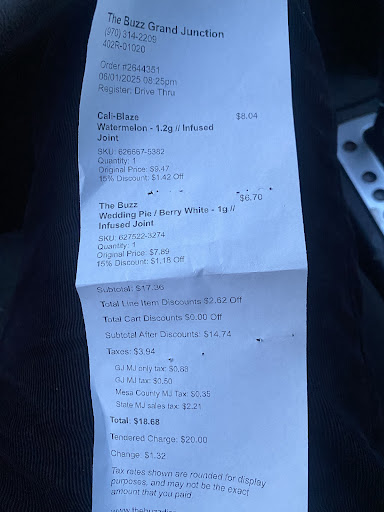 The Buzz Grand Junction
(970) 314-2209
402R-01020
Order #2644381
06/01/2025 08:25pm
Register: Drive Thru
Cali-Blaze $8.04
Watermelon - 1.2g // Infused
Joint
SKU: 626667-5382
Quantity: 1
Original Price: $9.47
15% Discount: $1.42 Off
The Buzz $6.70
Wedding Pie / Berry White - 1g //
Infused Joint
SKU: 627522-3274
Quantity: 1
Original Price: $7.89
15% Discount: $1.18 Off
Subtotal: $17.36
Total Line Item Discounts $2.62 Off
Total Cart Discounts $0.00 Off
Subtotal After Discounts: $14.74
Taxes: $3.94
GJ MJ only tax: $0.88
GJ MJ tax: $0.50
Mesa County MJ Tax: $0.35
State MJ sales tax: $2.21
Total: $18.68
Tendered Charge: $20.00
Change: $1.32
Tax rates shown are rounded for display
purposes, and may not be the exact
amount that you paid